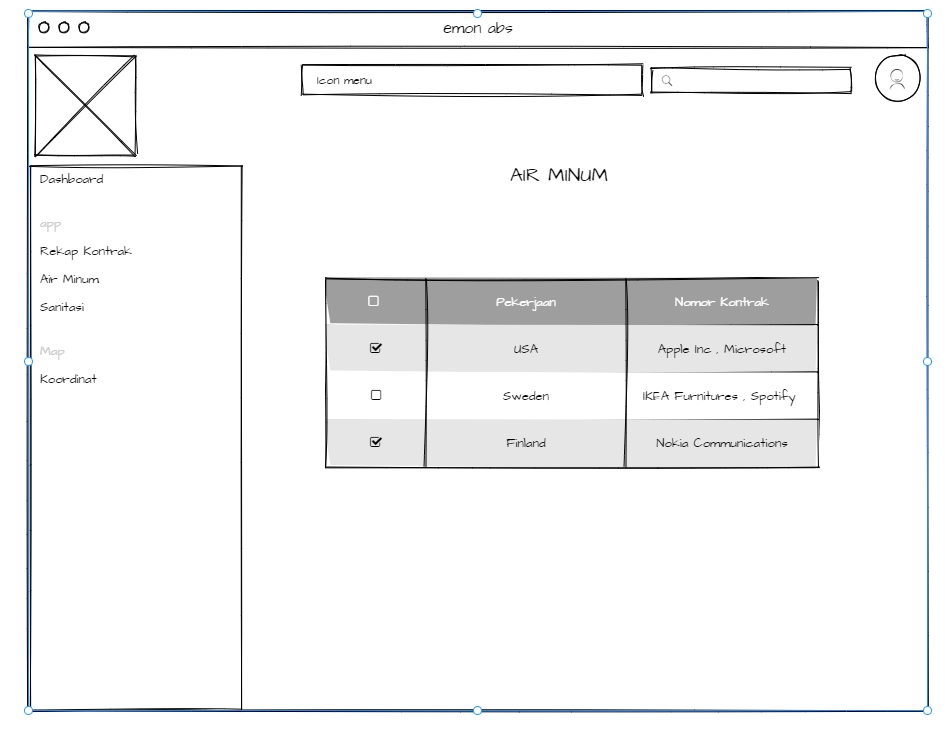 emon abs
Icon menu
AIR MINUM
Dashboard
app
Rekap Kontrak
Air Minum
Sanitasi
Map
Koordinat
Pekerjaan Nomor Kontrak
USA Apple Inc , Microsoft
Sweden IKEA Furnitures , Spotify
Finland Nokia Communications